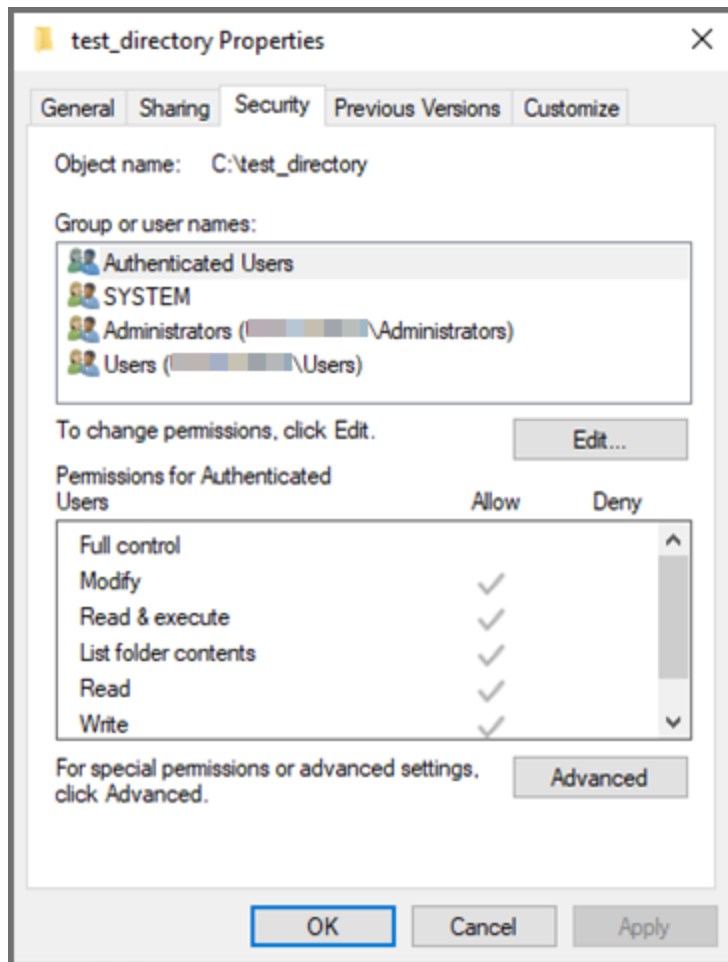 test_directory Properties
General Sharing Security Previous Versions Customize
Object name: C:\test_directory
Group or user names:
Authenticated Users
SYSTEM
Administrators (\Administrators)
Users (\Users)
To change permissions, click Edit.
Edit...
Permissions for Authenticated
Users
Allow Deny
Full control
Modify
Read & execute
List folder contents
Read
Write
For special permissions or advanced settings,
click Advanced.
Advanced
OK Cancel Apply